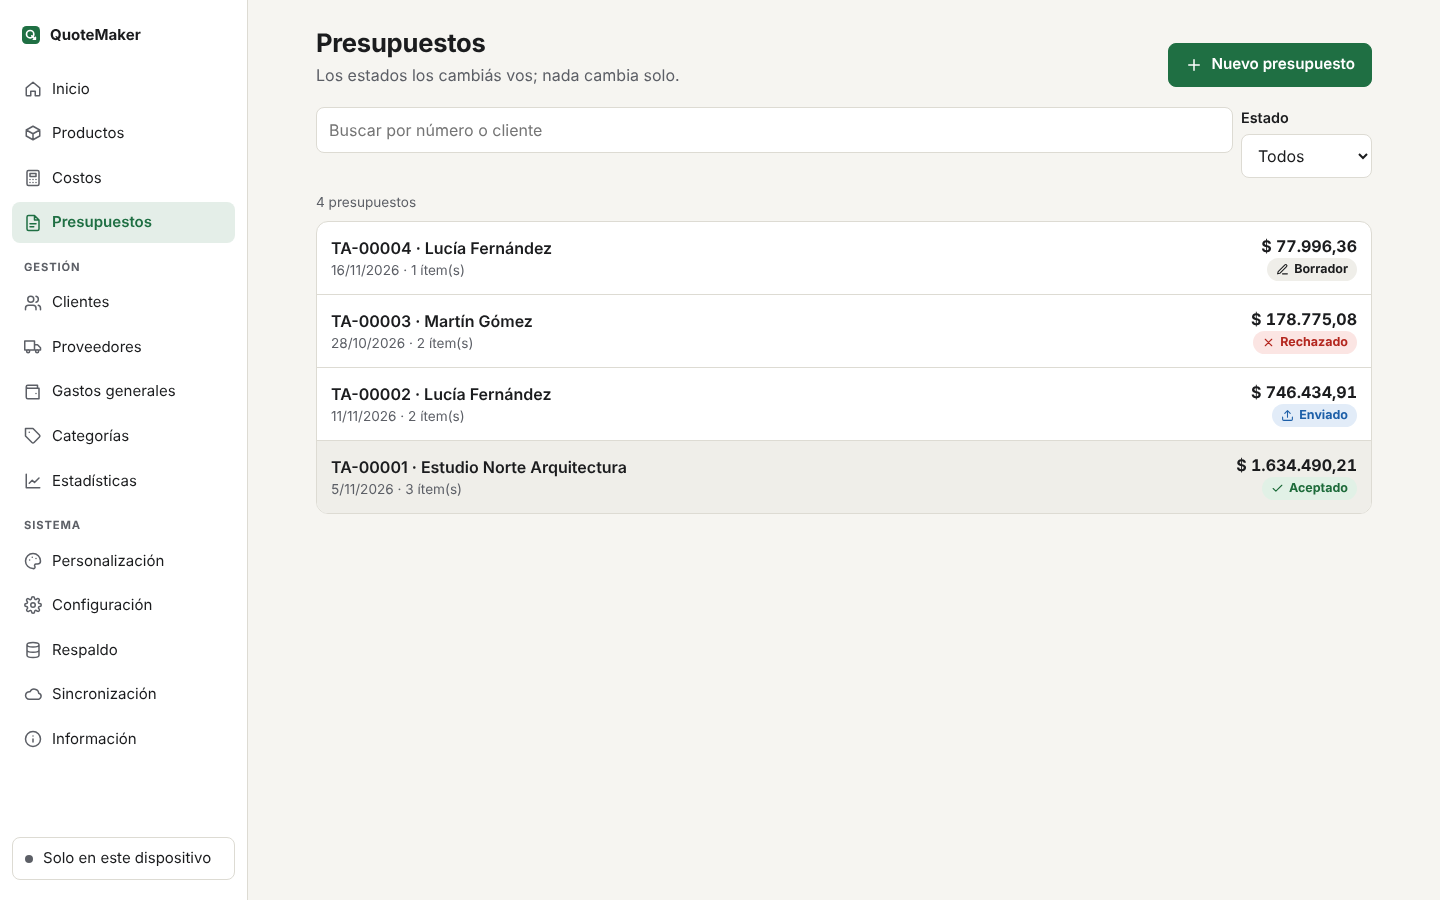 QuoteMaker
Inicio
Productos
Costos
Presupuestos
GESTIÓN
Clientes
Proveedores
Gastos generales
Categorías
Estadísticas
SISTEMA
Personalización
Configuración
Respaldo
Sincronización
Información
Solo en este dispositivo
Presupuestos
Los estados los cambiás vos; nada cambia solo.
Nuevo presupuesto
Buscar por número o cliente
Estado
Todos
4 presupuestos
TA-00004 · Lucía Fernández
16/11/2026 · 1 ítem(s)
$ 77.996,36
Borrador
TA-00003 · Martín Gómez
28/10/2026 · 2 ítem(s)
$ 178.775,08
Rechazado
TA-00002 · Lucía Fernández
11/11/2026 · 2 ítem(s)
$ 746.434,91
Enviado
TA-00001 · Estudio Norte Arquitectura
5/11/2026 · 3 ítem(s)
$ 1.634.490,21
Aceptado